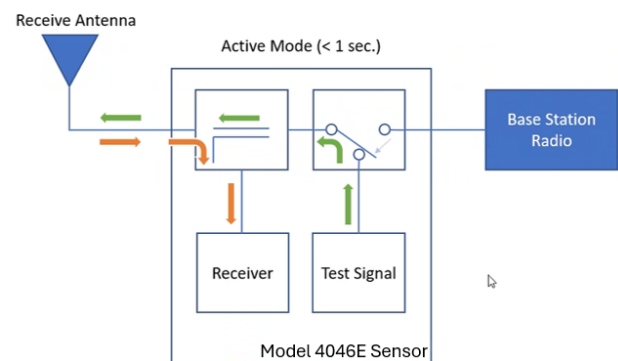 Receive Antenna
Active Mode (< 1 sec.)
Base Station
Radio
Receiver
Test Signal
Model 4046E Sensor